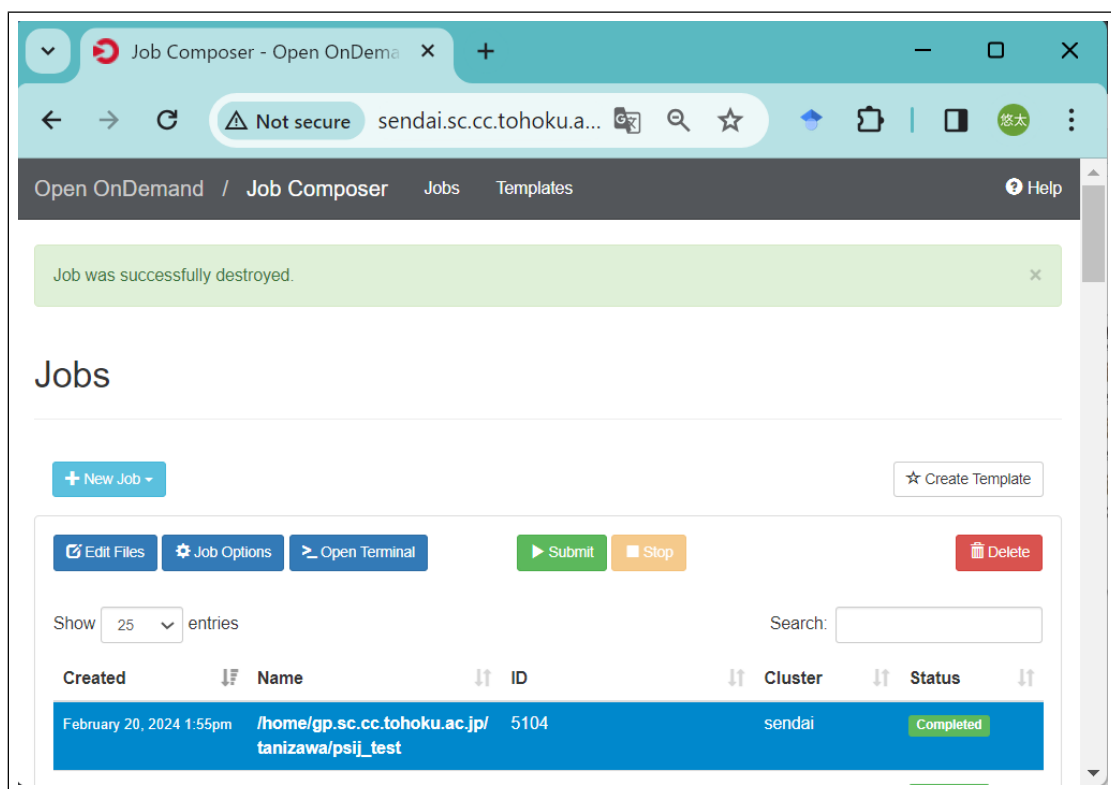 Job Composer - Open OnDema
Not secure sendai.sc.cc.tohoku.a... 悠太
Open OnDemand / Job Composer Jobs Templates Help
Job was successfully destroyed. ×
Jobs
New Job
Create Template
Edit Files Job Options Open Terminal Submit Stop Delete
Show 25 entries Search:
Created Name ID Cluster Status
February 20, 2024 1:55pm /home/gp.sc.cc.tohoku.ac.jp/ 5104 sendai Completed
tanizawa/psij_test